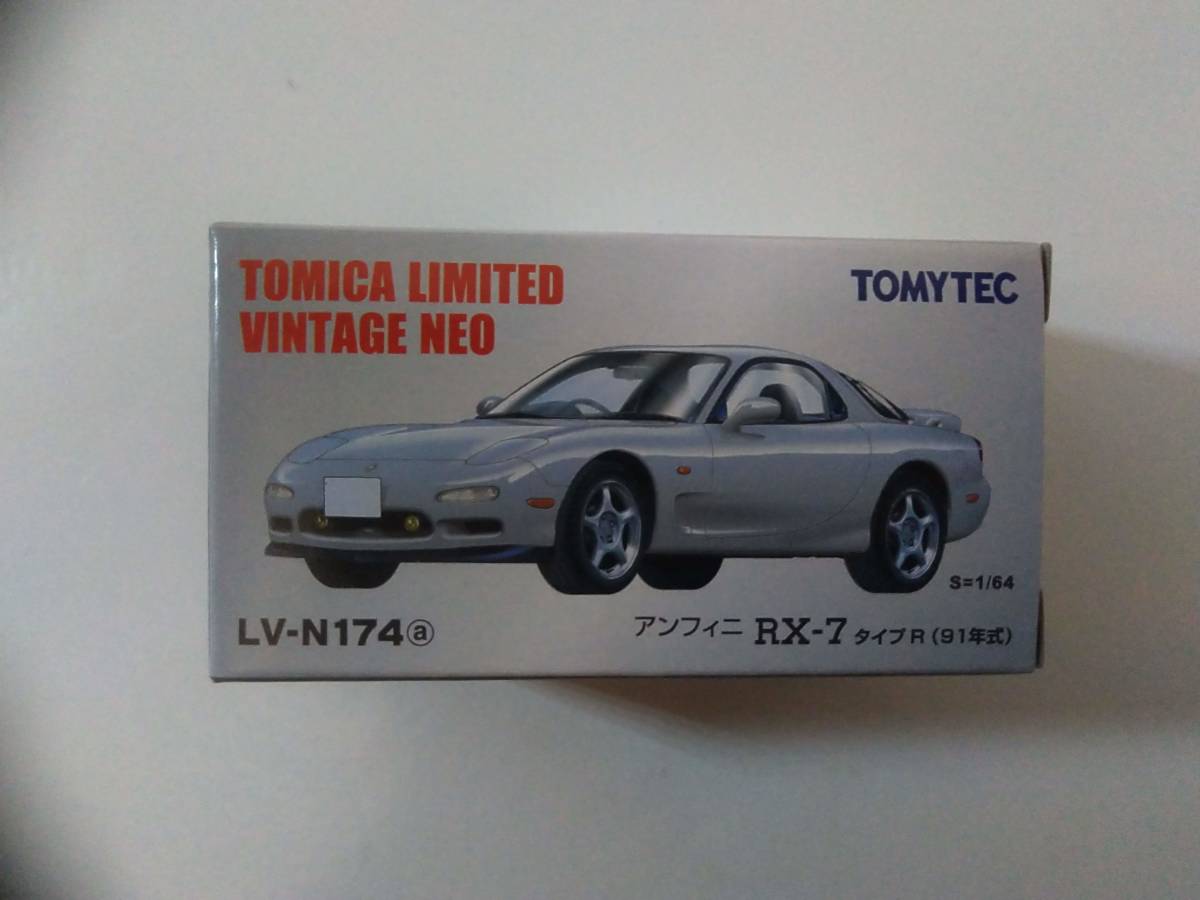 TOMICA LIMITED
VINTAGE NEO
TOMYTEC
S=1/64
LV-N174ⓐ
アンフィニ RX-7 タイプR(91年式)